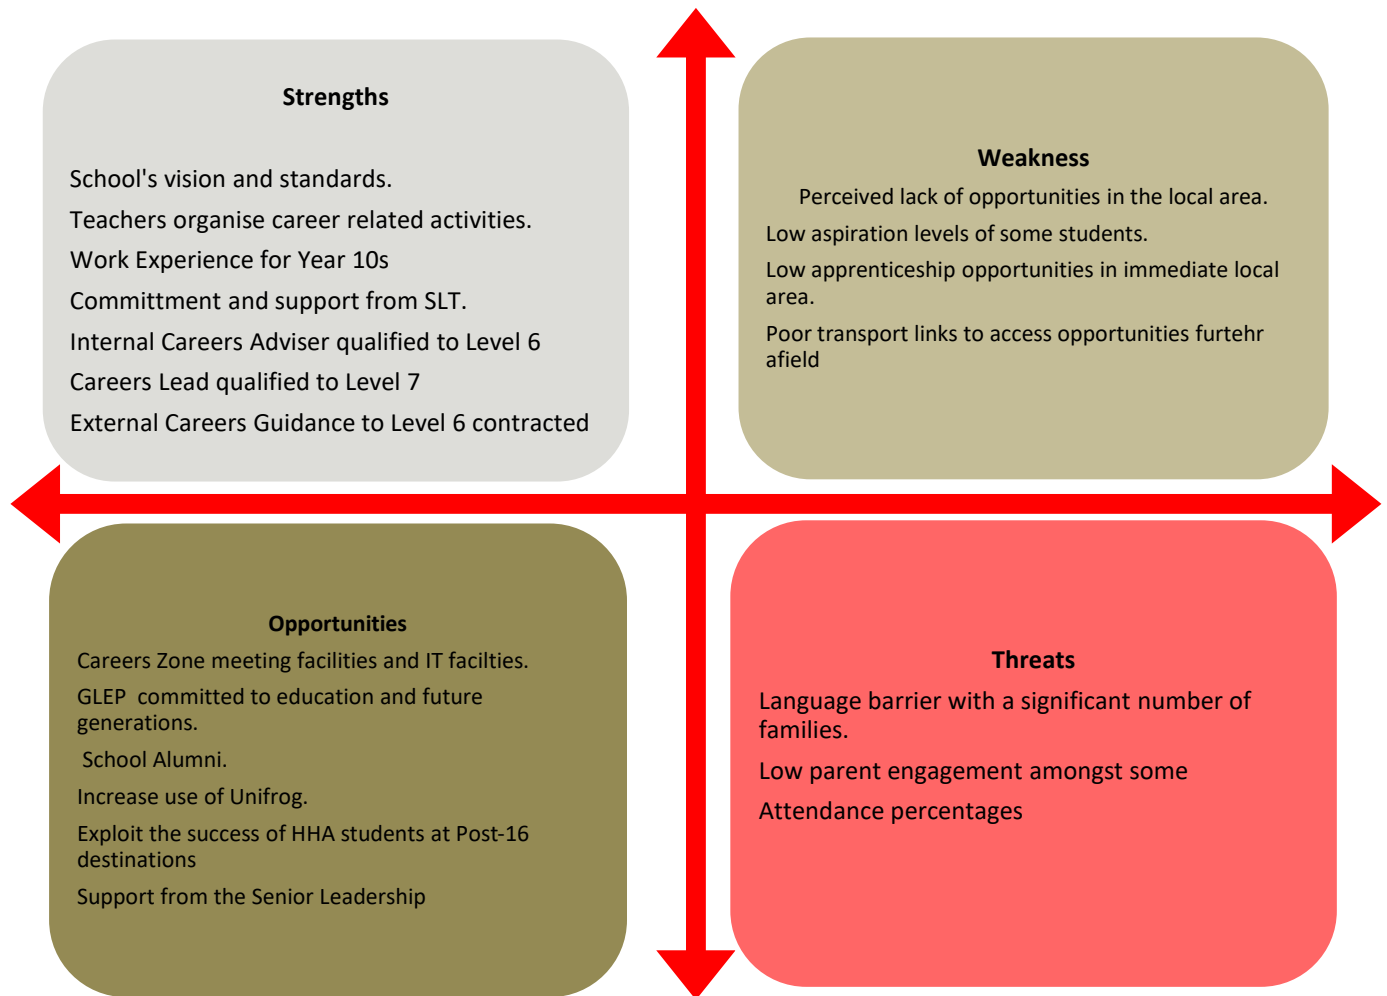 Strengths
School's vision and standards.
Teachers organise career related activities.
Work Experience for Year 10s
Committment and support from SLT.
Internal Careers Adviser qualified to Level 6
Careers Lead qualified to Level 7
External Careers Guidance to Level 6 contracted
Weakness
Perceived lack of opportunities in the local area.
Low aspiration levels of some students.
Low apprenticeship opportunities in immediate local
area.
Poor transport links to access opportunities furtehr
afield
Opportunities
Careers Zone meeting facilities and IT facilties.
GLEP committed to education and future
generations.
School Alumni.
Increase use of Unifrog.
Exploit the success of HHA students at Post-16
destinations
Support from the Senior Leadership
Threats
Language barrier with a significant number of
families.
Low parent engagement amongst some
Attendance percentages